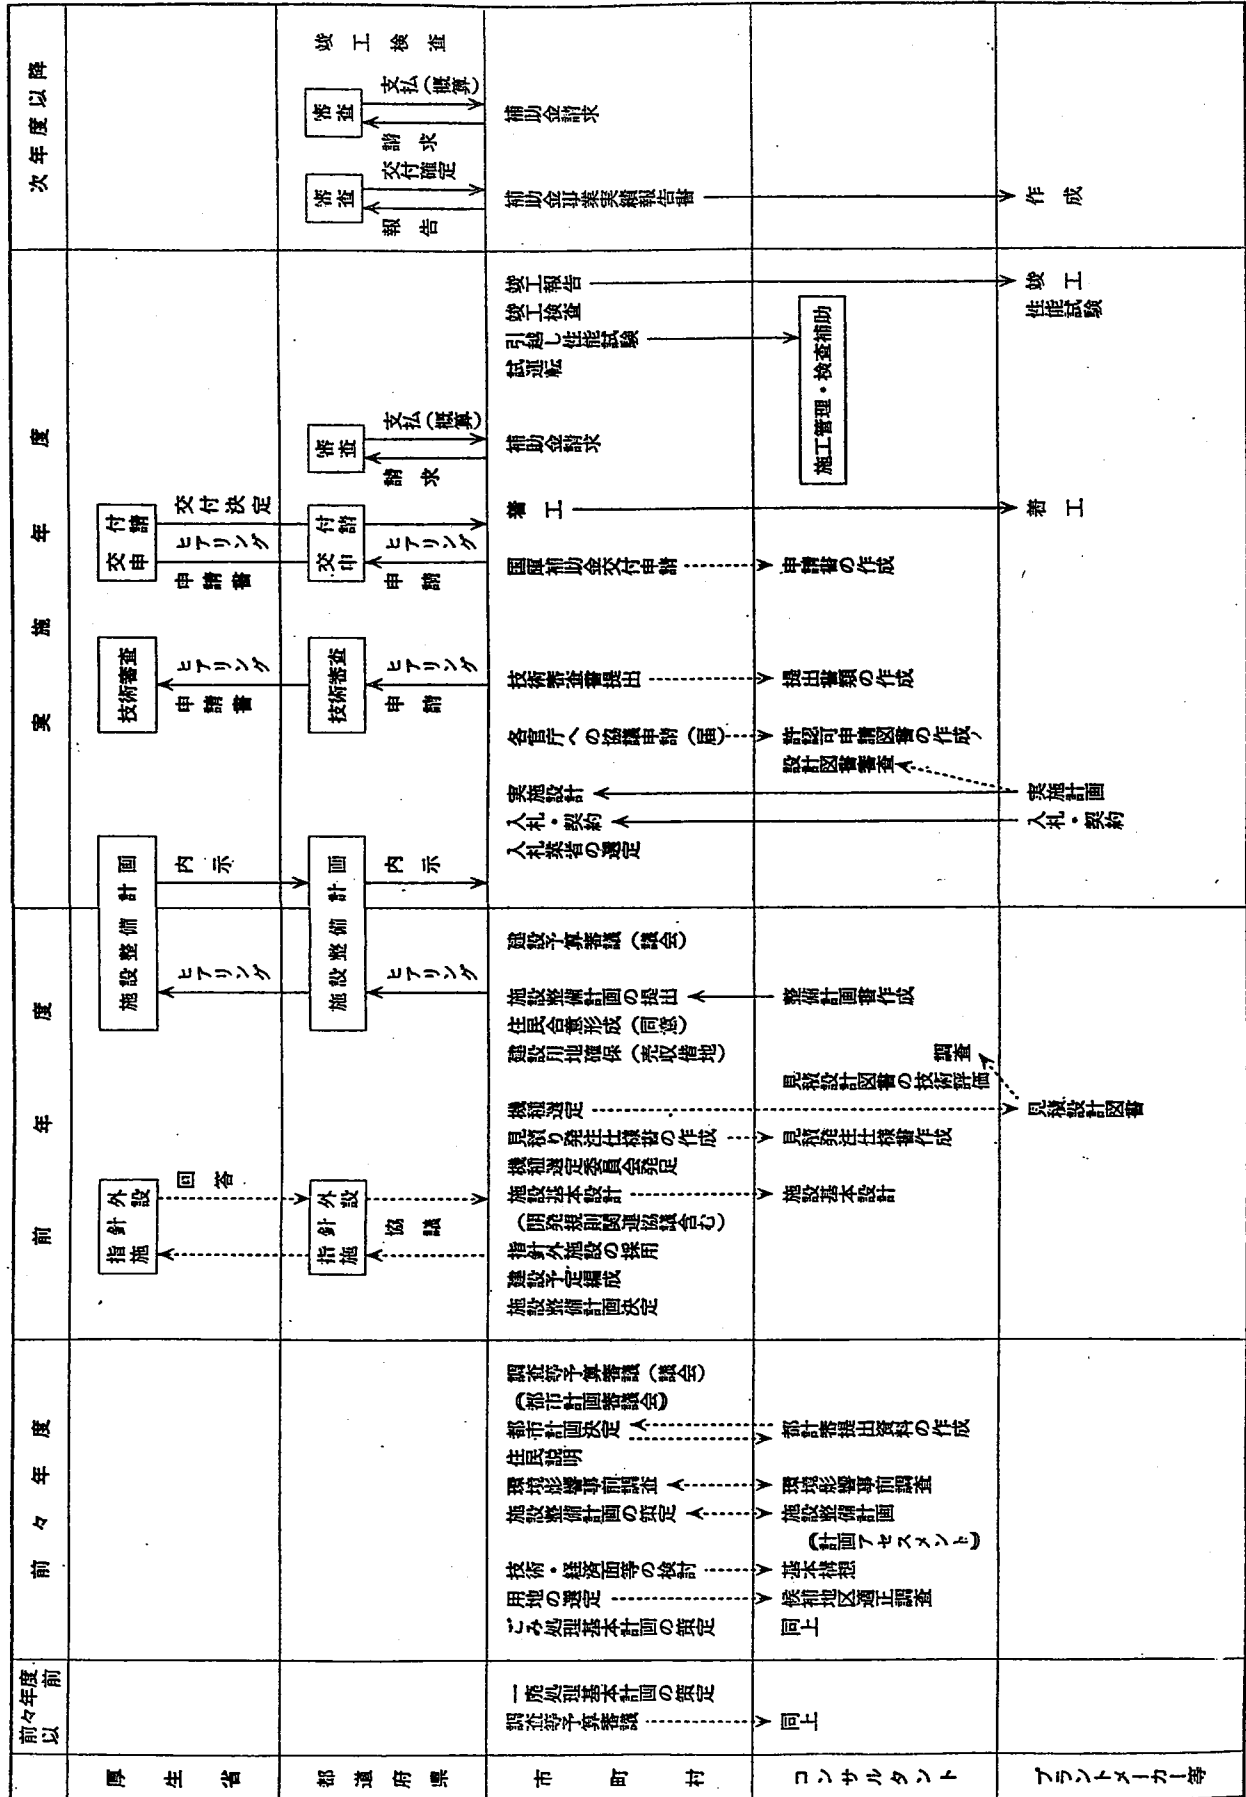 前々年度以前
前々年度
前年度
実施年度
次年度以降
厚生省
指針外施設
回答
施設整備計画
ヒアリング
内示
技術審査
申請書
ヒアリング
交付申請
申請書
ヒアリング
交付決定
都道府県
指針外施設
協議
施設整備計画
ヒアリング
内示
技術審査
申請
ヒアリング
交付申請
申請
ヒアリング
審査
請求
支払(概算)
審査
報告
交付確定
審査
請求
支払(概算)
竣工検査
市町村
調査等予算審議
一廃処理基本計画の策定
ごみ処理基本計画の策定
用地の選定
技術・経済面等の検討
施設整備計画の策定
環境影響事前調査
住民説明
都市計画決定
(都市計画審議会)
調査等予算審議(議会)
施設整備計画決定
建設予定編成
指針外施設の採用
(開発規則関連協議含む)
施設基本設計
機種選定委員会発足
見積り発注仕様書の作成
機種選定
建設用地確保(売収借地)
住民合意形成(同意)
施設整備計画の提出
建設予算審議(議会)
入札業者の選定
入札・契約
実施設計
各官庁への協議申請(届)
技術審査書提出
国庫補助金交付申請
着工
補助金請求
試運転
引越し性能試験
竣工検査
竣工報告
補助金事業実績報告書
補助金請求
コンサルタント
同上
同上
候補地区適正調査
基本構想
(計画アセスメント)
施設整備計画
環境影響事前調査
都計審提出資料の作成
施設基本設計
見積発注仕様書作成
見積設計図書の技術評価
調査
整備計画書作成
設計図書審査
許認可申請図書の作成,
提出書類の作成
申請書の作成
施工管理・検査補助
プラントメーカー等
見積設計図書
入札・契約
実施計画
着工
性能試験
竣工
作成